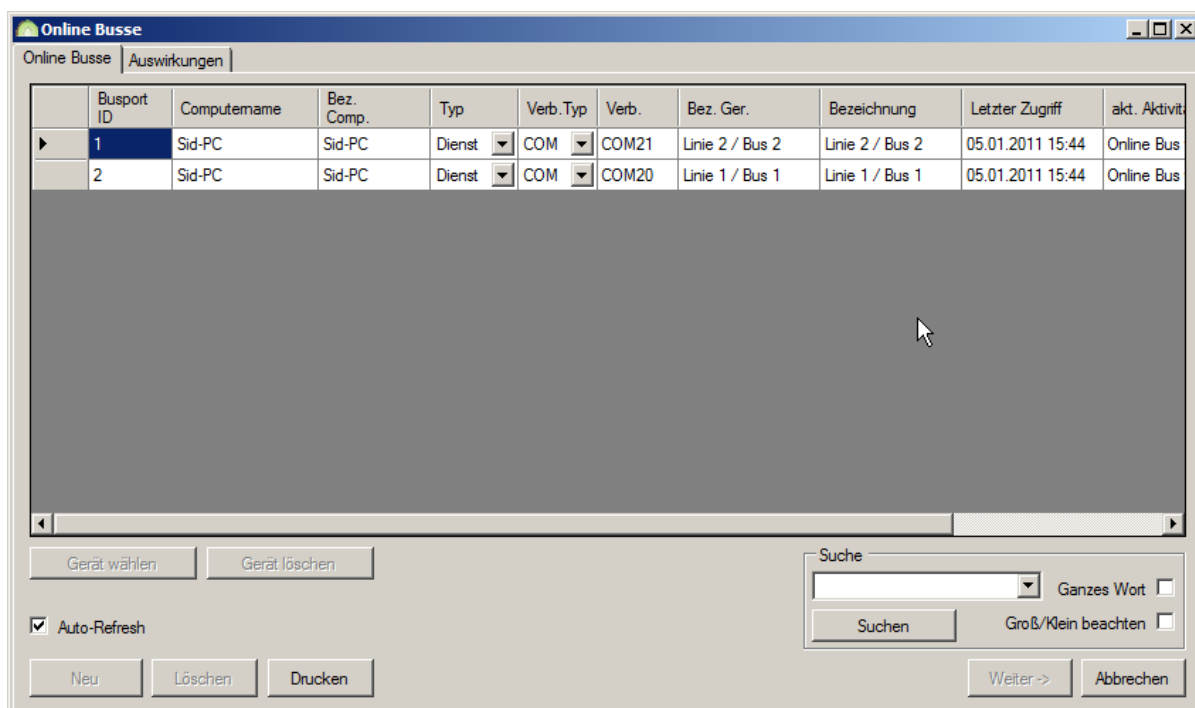 Online Busse
Online Busse Auswirkungen
Busport ID Computername Bez. Comp. Typ Verb.Typ Verb. Bez. Ger. Bezeichnung Letzter Zugriff akt. Aktivitä
1 Sid-PC Sid-PC Dienst COM COM21 Linie 2 / Bus 2 Linie 2 / Bus 2 05.01.2011 15:44 Online Bus
2 Sid-PC Sid-PC Dienst COM COM20 Linie 1 / Bus 1 Linie 1 / Bus 1 05.01.2011 15:44 Online Bus
Gerät wählen Gerät löschen
Suche
Ganzes Wort
Auto-Refresh
Suchen Groß/Klein beachten
Neu Löschen Drucken Weiter -> Abbrechen